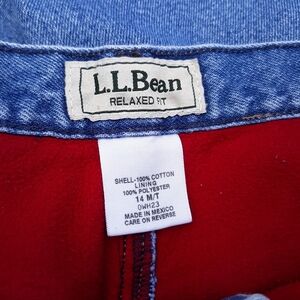 L.L.Bean
RELAXED FIT
SHELL-100% COTTON
LINING
100% POLYESTER
14 M/T
0WH23
MADE IN MEXICO
CARE ON REVERSE